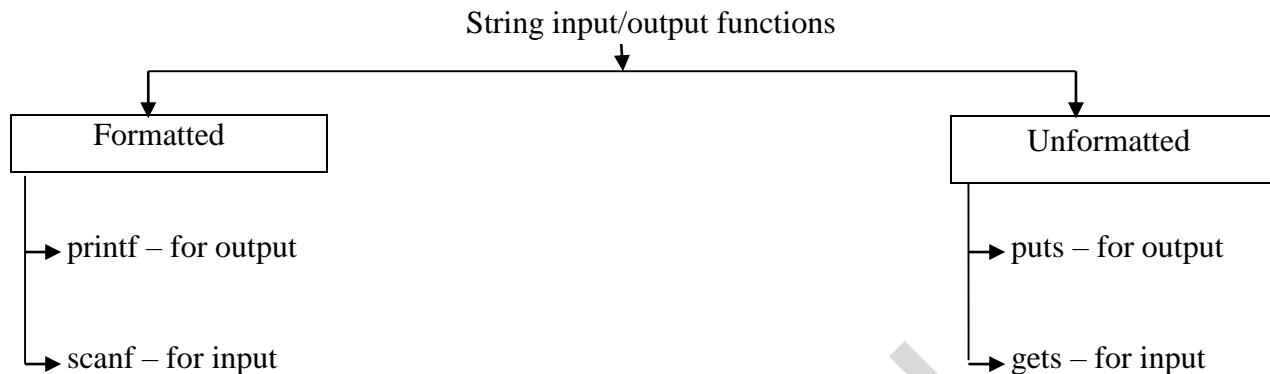 String input/output functions
Formatted
Unformatted
printf – for output
puts – for output
scanf – for input
gets – for input